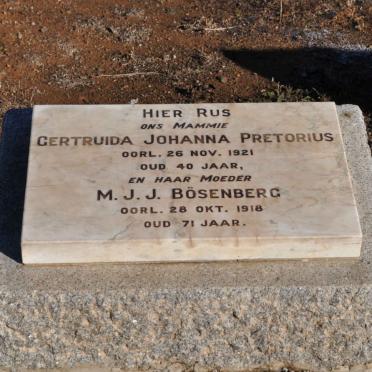 Hier Rus
ons Mammie
Gertruida Johanna Pretorius
oorl. 26 Nov. 1921
oud 40 jaar,
en haar Moeder
M. J. J. Bösenberg
oorl. 28 Okt. 1918
oud 71 jaar.